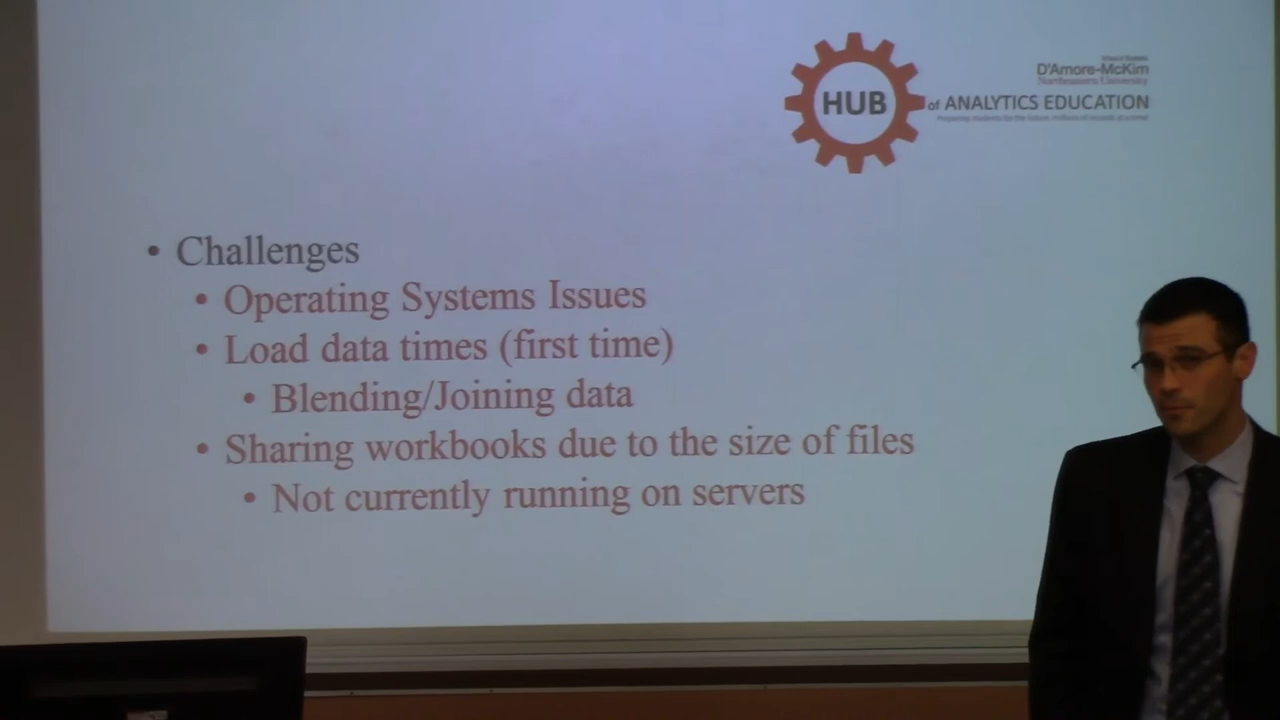 D'Amore-McKim
Northeastern University
HUB of ANALYTICS EDUCATION
• Challenges
• Operating Systems Issues
• Load data times (first time)
• Blending/Joining data
• Sharing workbooks due to the size of files
• Not currently running on servers